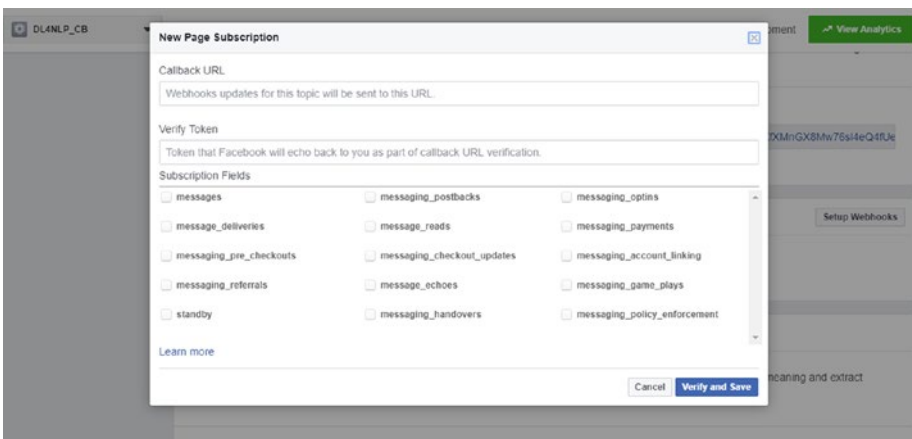 DL4NLP_CB
New Page Subscription
pment
View Analytics
Callback URL
Webhooks updates for this topic will be sent to this URL.
Verify Token
Token that Facebook will echo back to you as part of callback URL verification.
Subscription Fields
messages messaging_postbacks messaging_optins
message_deliveries message_reads messaging_payments
Setup Webhooks
messaging_pre_checkouts messaging_checkout_updates messaging_account_linking
messaging_referrals message_echoes messaging_game_plays
standby messaging_handovers messaging_policy_enforcement
Learn more
Cancel Verify and Save
meaning and extract